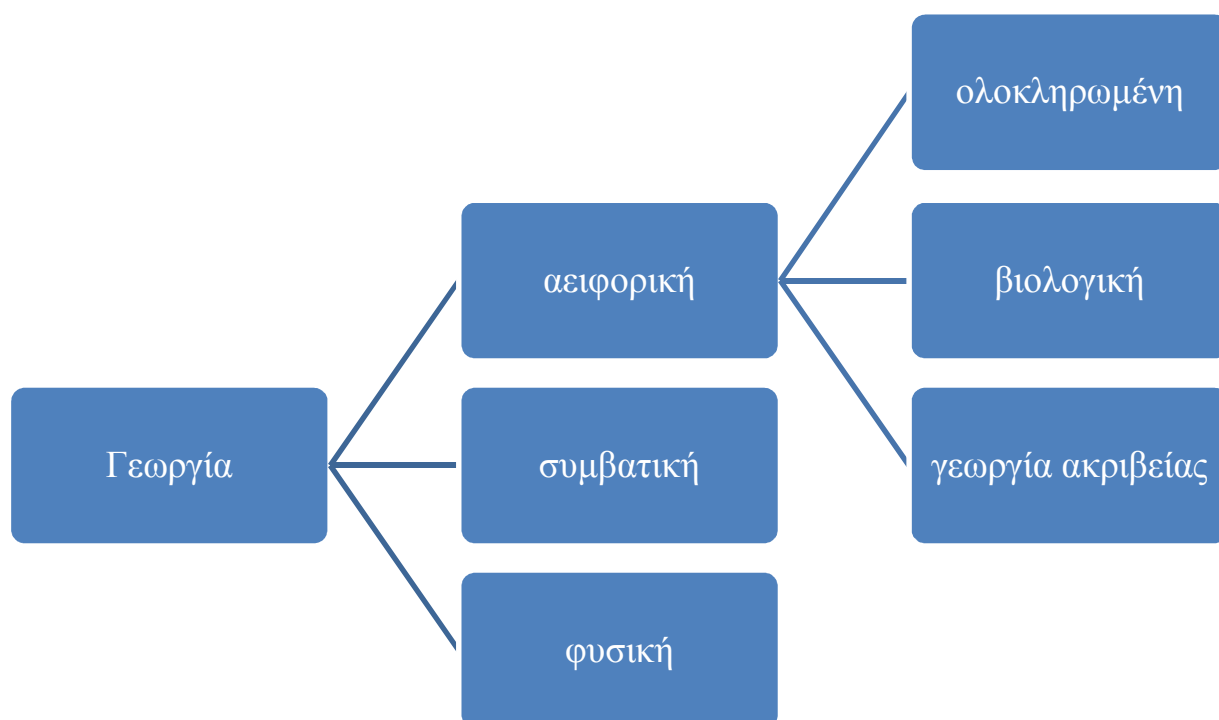 Γεωργία
αειφορική
συμβατική
φυσική
ολοκληρωμένη
βιολογική
γεωργία ακριβείας